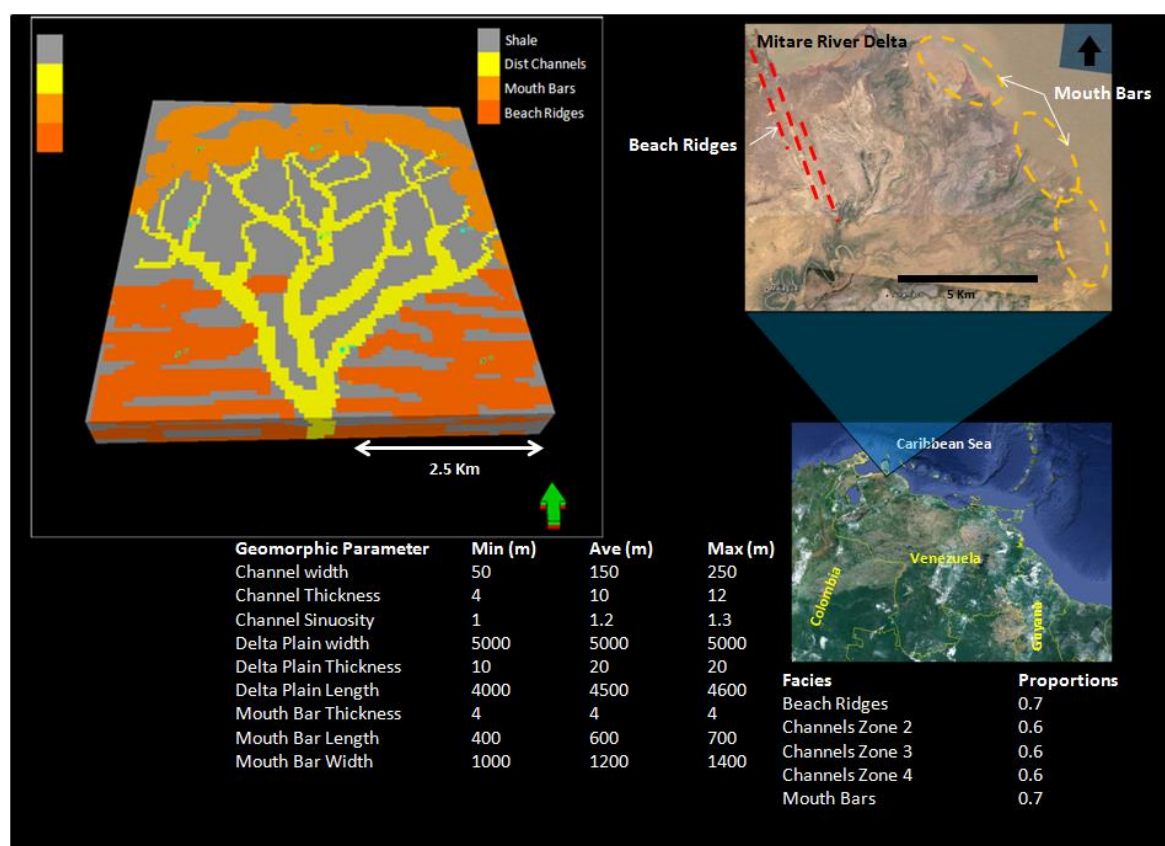 Shale
Dist Channels
Mouth Bars
Beach Ridges
2.5 Km
Mitare River Delta
Mouth Bars
Beach Ridges
5 Km
Caribbean Sea
Venezuela
Colombia
Guyana
Geomorphic Parameter Min (m) Ave (m) Max (m)
Channel width 50 150 250
Channel Thickness 4 10 12
Channel Sinuosity 1 1.2 1.3
Delta Plain width 5000 5000 5000
Delta Plain Thickness 10 20 20
Delta Plain Length 4000 4500 4600
Mouth Bar Thickness 4 4 4
Mouth Bar Length 400 600 700
Mouth Bar Width 1000 1200 1400
Facies Proportions
Beach Ridges 0.7
Channels Zone 2 0.6
Channels Zone 3 0.6
Channels Zone 4 0.6
Mouth Bars 0.7